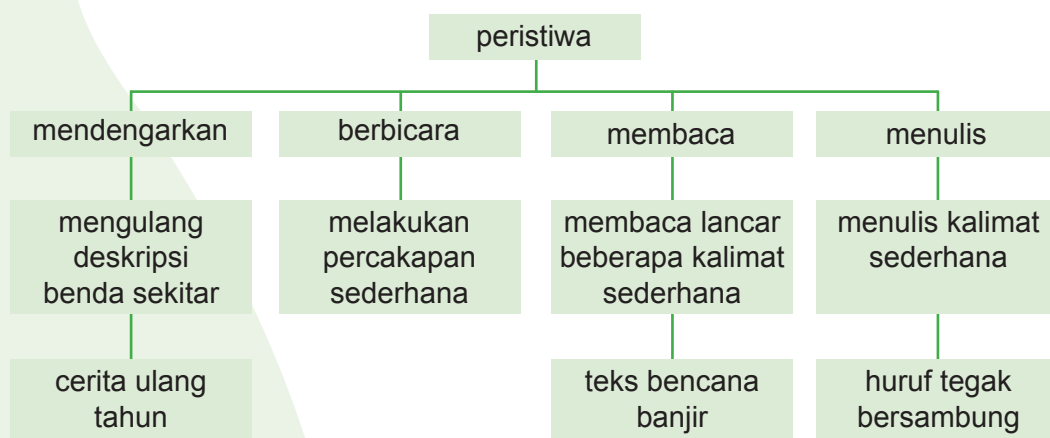 peristiwa
mendengarkan
berbicara
membaca
menulis
mengulang
deskripsi
benda sekitar
melakukan
percakapan
sederhana
membaca lancar
beberapa kalimat
sederhana
menulis kalimat
sederhana
cerita ulang
tahun
teks bencana
banjir
huruf tegak
bersambung